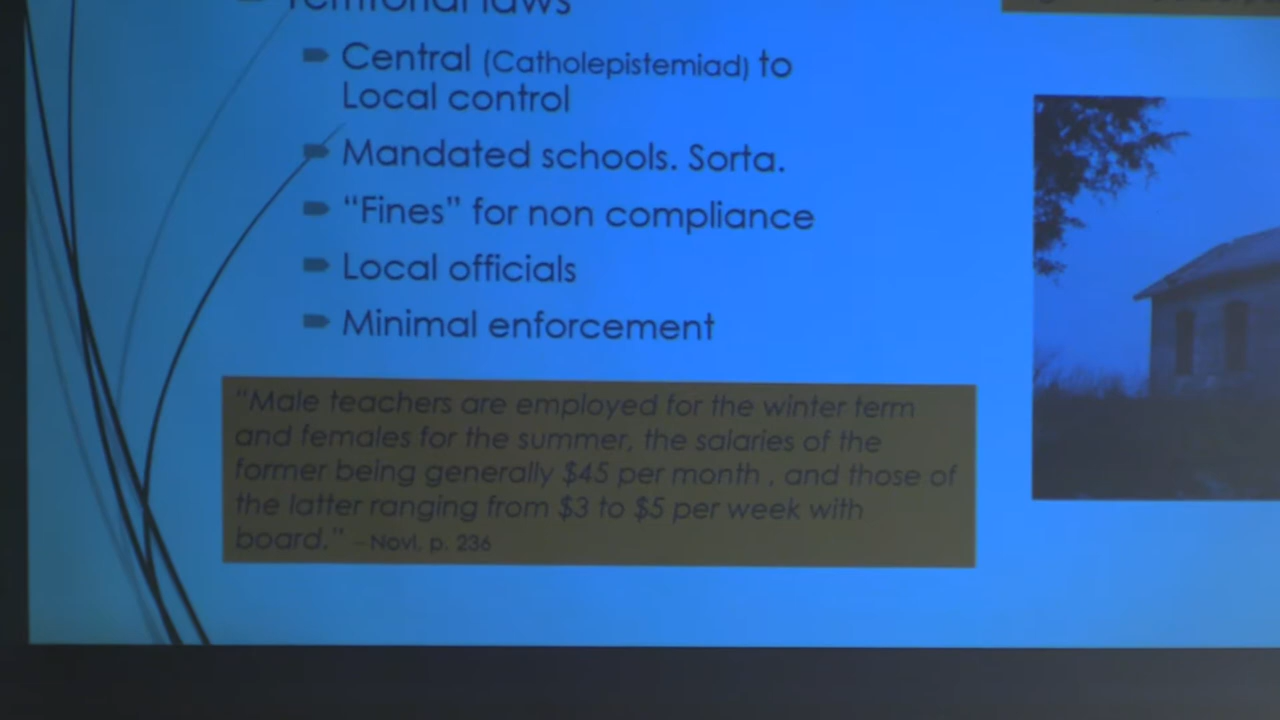 Territorial laws
Central (Catholepistemiad) to
Local control
Mandated schools. Sorta.
“Fines” for non compliance
Local officials
Minimal enforcement
“Male teachers are employed for the winter term
and females for the summer, the salaries of the
former being generally $45 per month , and those of
the latter ranging from $3 to $5 per week with
board.” – Novi. p. 236